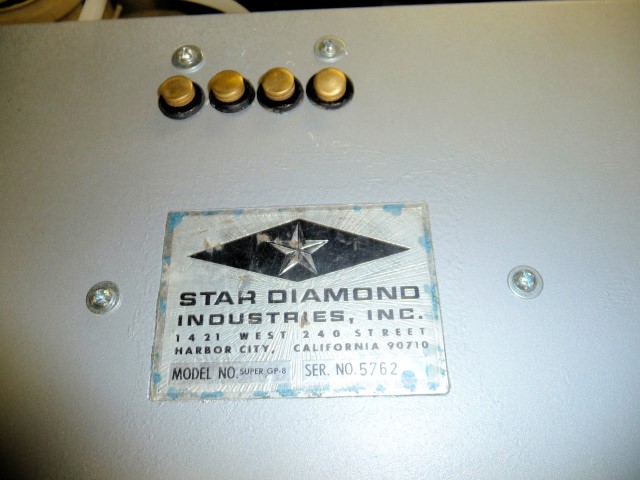 STAR DIAMOND
INDUSTRIES, INC.
1421 WEST 240 STREET
HARBOR CITY, CALIFORNIA 90710
MODEL NO. SUPER GP-8 SER. NO. 5762